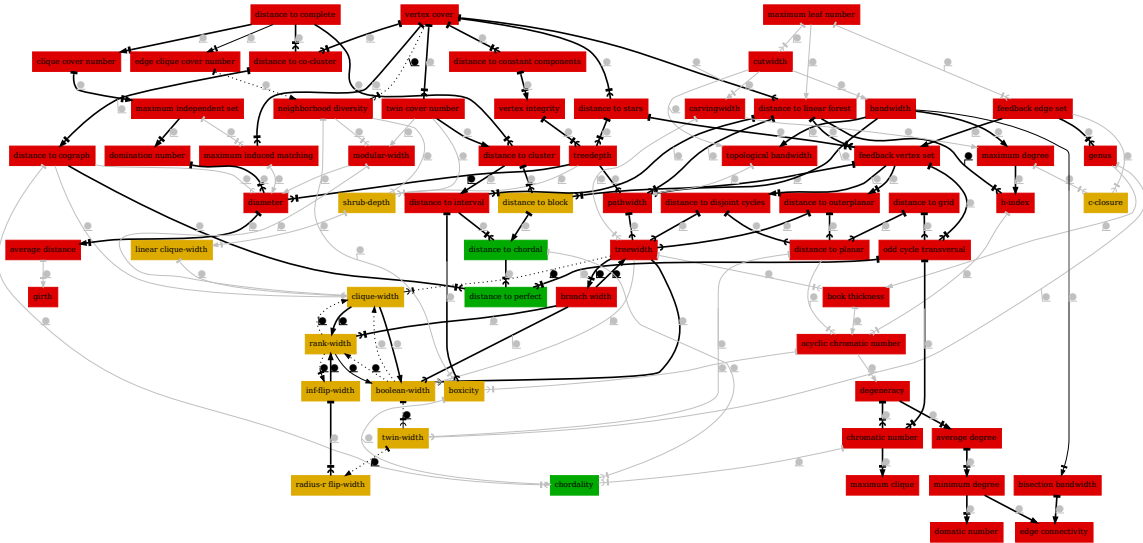 distance to complete
vertex cover
maximum leaf number
clique cover number
edge clique cover number
distance to co-cluster
distance to constant components
cutwidth
maximum independent set
neighborhood diversity
twin cover number
vertex integrity
distance to stars
carvingwidth
distance to linear forest
bandwidth
feedback edge set
distance to cograph
domination number
maximum induced matching
modular-width
distance to cluster
treedepth
topological bandwidth
feedback vertex set
maximum degree
genus
diameter
shrub-depth
distance to interval
distance to block
pathwidth
distance to disjoint cycles
distance to outerplanar
distance to grid
h-index
c-closure
average distance
linear clique-width
distance to chordal
treewidth
distance to planer
odd cycle transversal
girth
clique-width
distance to perfect
branch width
book thickness
rank-width
acyclic chromatic number
inf-flip-width
boolean-width
boxicity
degeneracy
twin-width
chromatic number
average degree
radius-r flip-width
chordality
maximum clique
minimum degree
bisection bandwidth
domatic number
edge connectivity